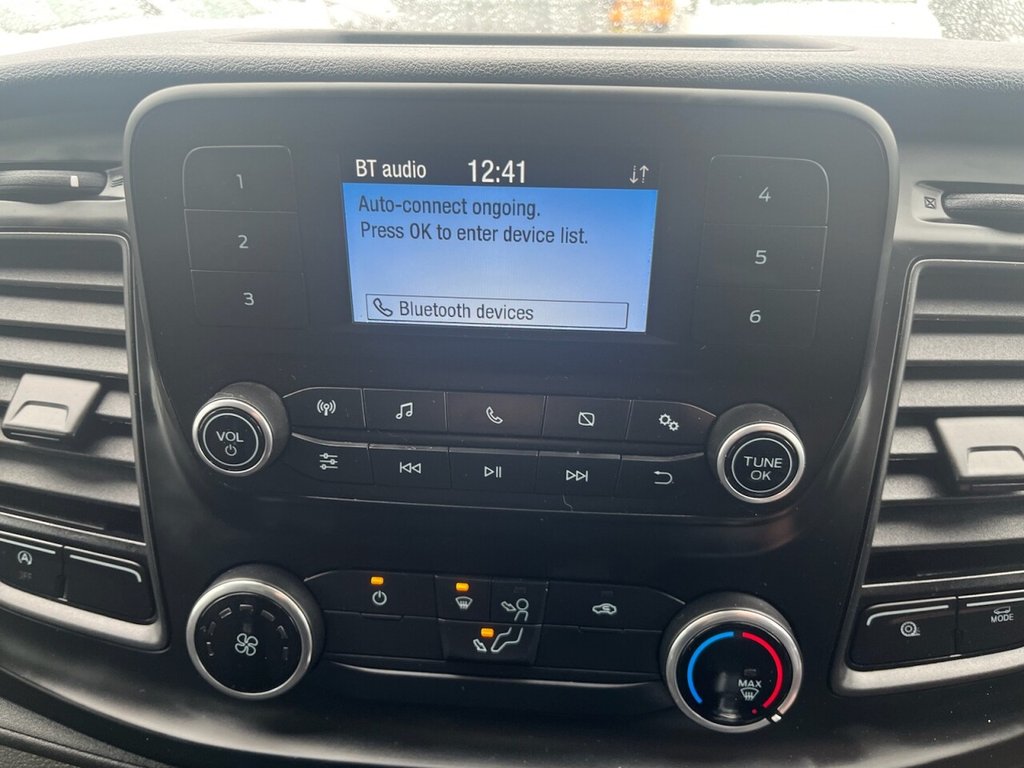 BT audio 12:41
Auto-connect ongoing.
Press OK to enter device list.
Bluetooth devices
1
2
3
4
5
6
VOL
TUNE
OK
A
OFF
MAX
MODE